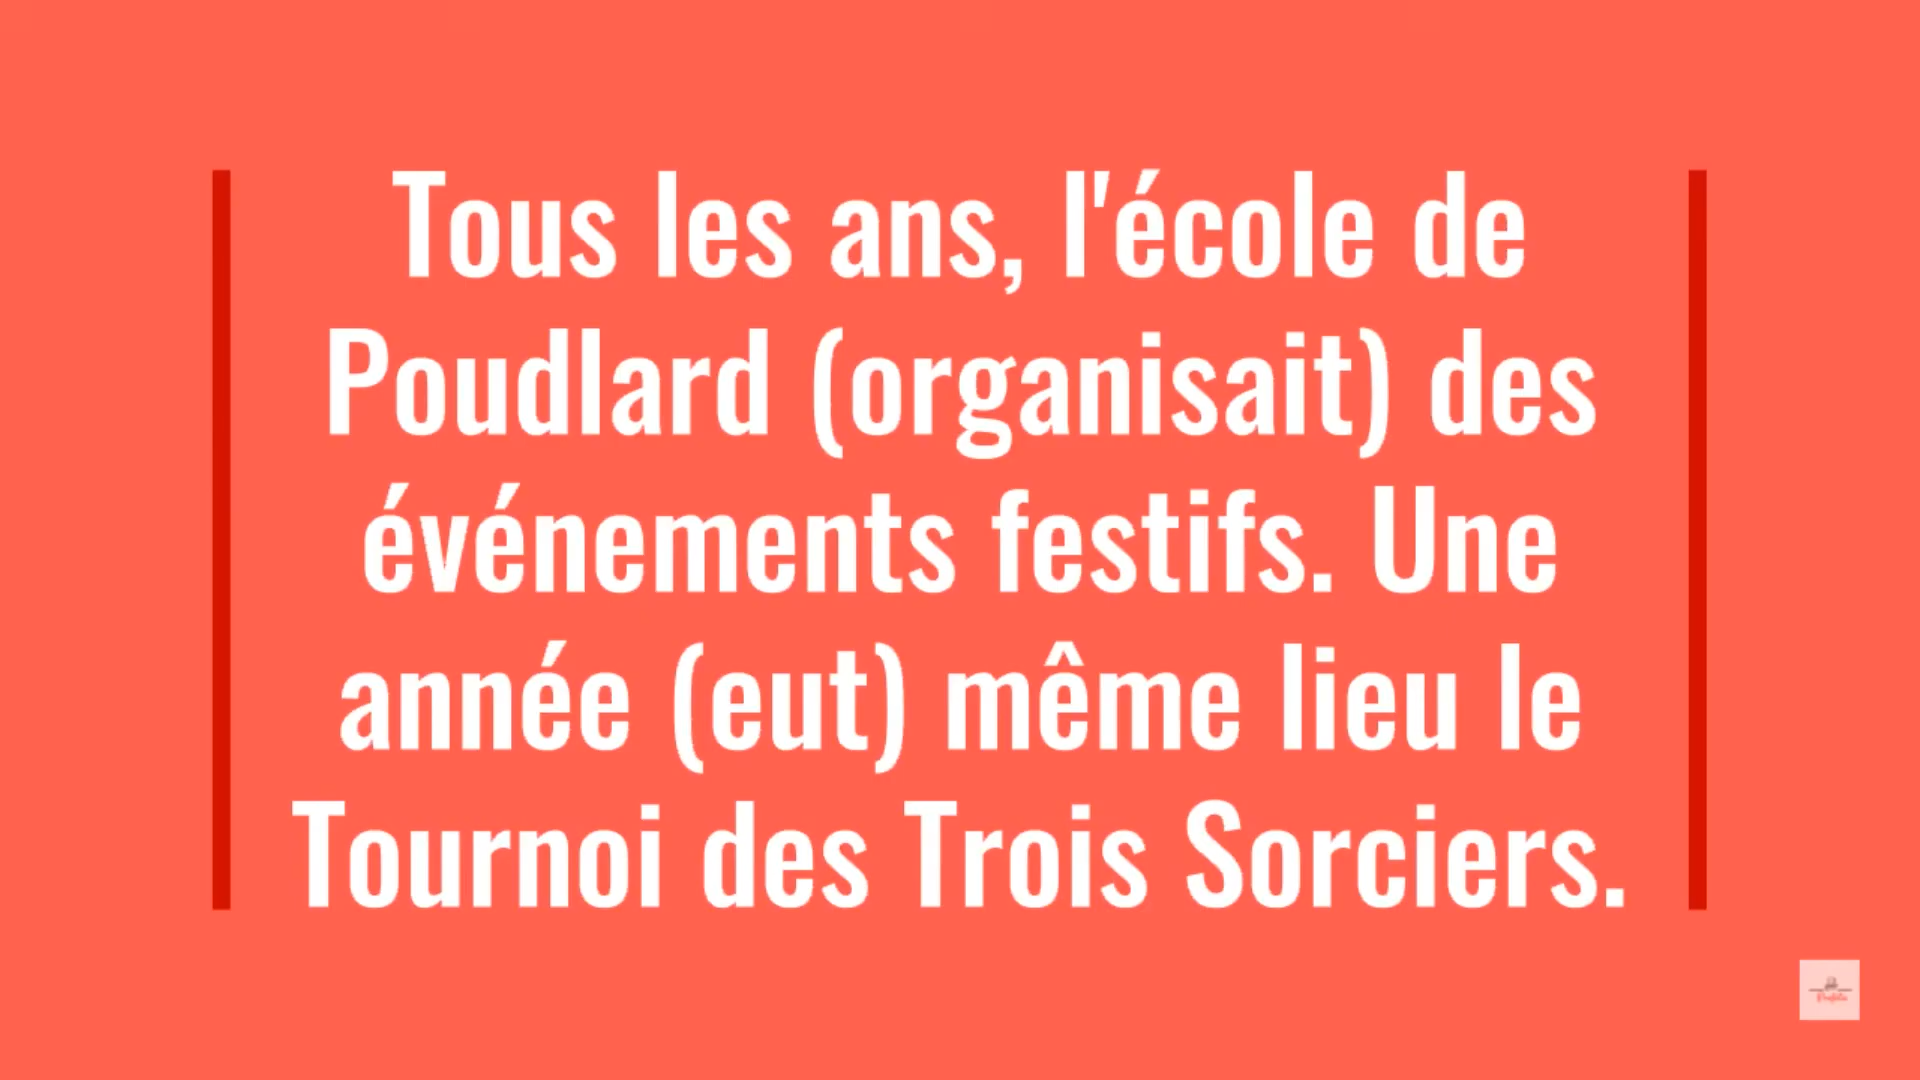 Tous les ans, l'école de
Poudlard (organisait) des
événements festifs. Une
année (eut) même lieu le
Tournoi des Trois Sorciers.